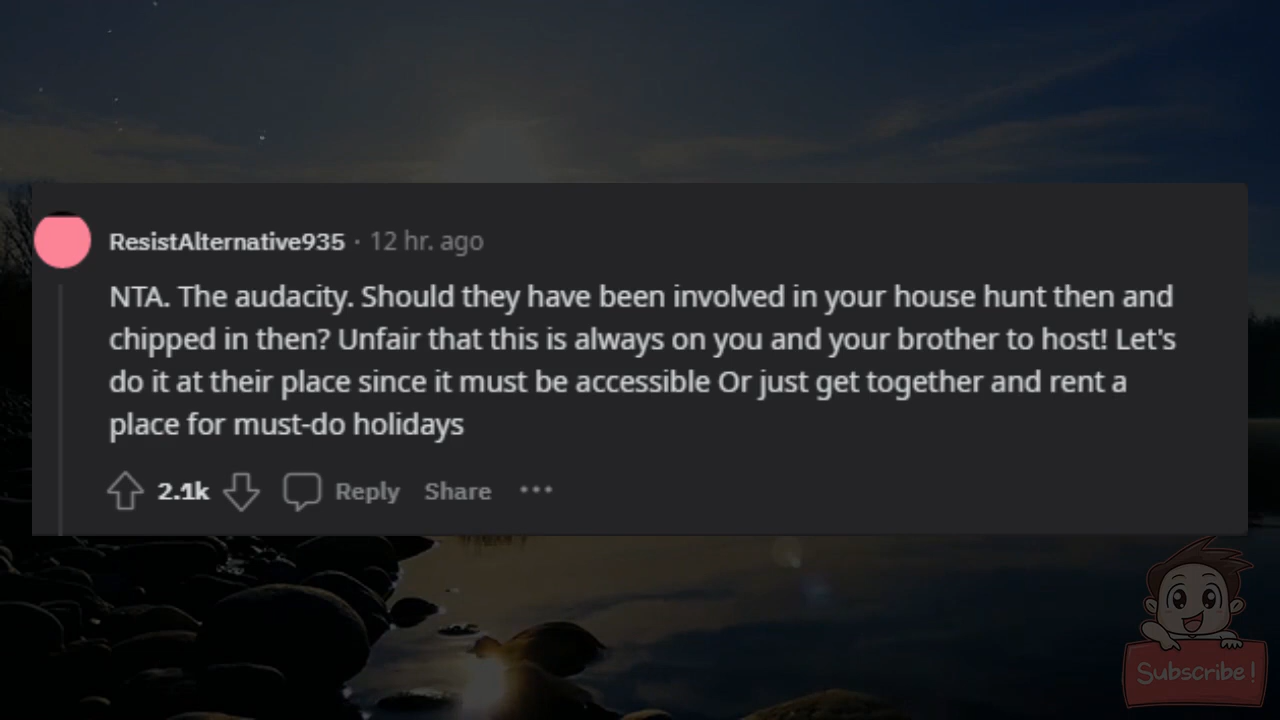 ResistAlternative935 · 12 hr. ago
NTA. The audacity. Should they have been involved in your house hunt then and
chipped in then? Unfair that this is always on you and your brother to host! Let's
do it at their place since it must be accessible Or just get together and rent a
place for must-do holidays
2.1k Reply Share ...
Subscribe!